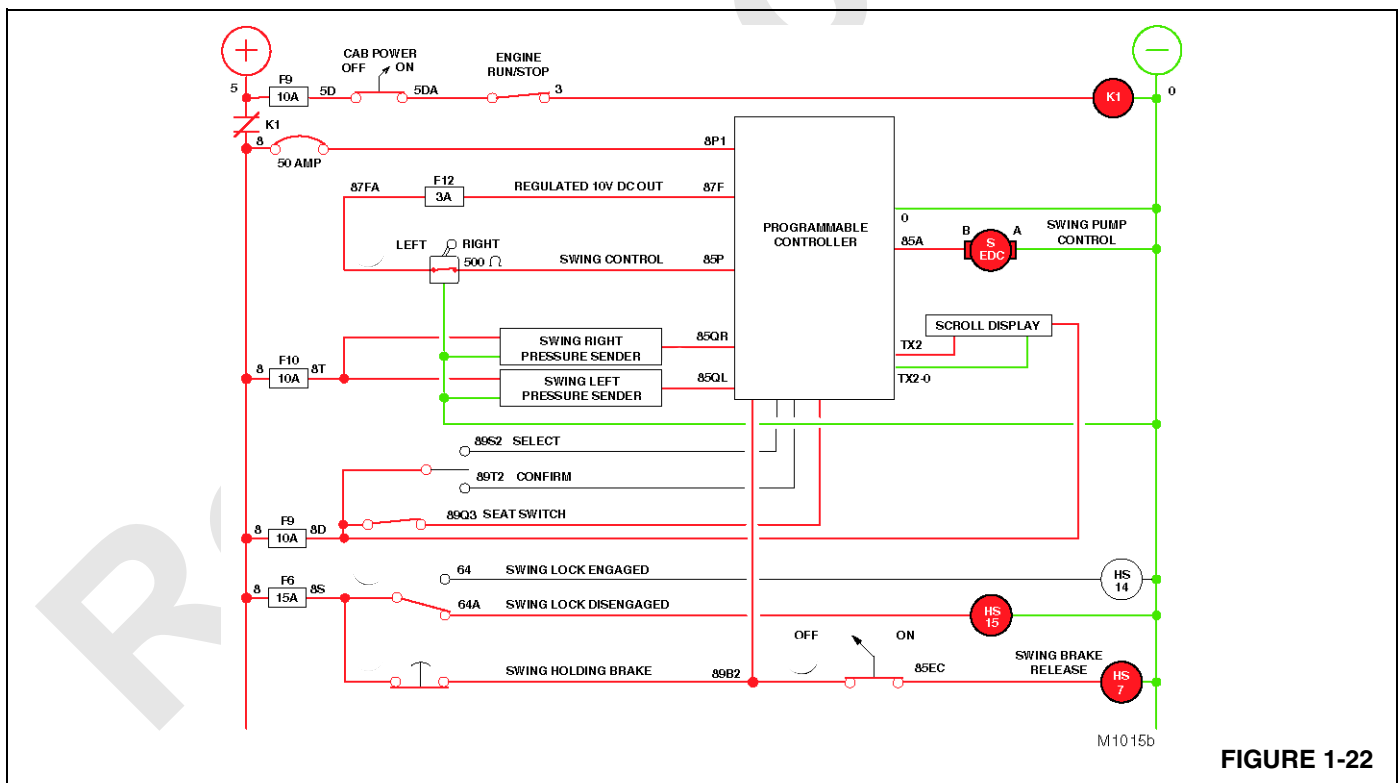 +
−
CAB POWER
OFF ON
ENGINE
RUN/STOP
5
F9
10A
5D
5DA
3
K1
0
K1
8
50 AMP
8P1
87FA
F12
3A
REGULATED 10V DC OUT
87F
PROGRAMMABLE
CONTROLLER
0
LEFT
RIGHT
500 Ω
SWING CONTROL
85P
85A
B
S
EDC
A
SWING PUMP
CONTROL
SWING RIGHT
PRESSURE SENDER
85QR
SCROLL DISPLAY
TX2
TX2-0
8
F10
10A
8T
SWING LEFT
PRESSURE SENDER
85QL
89S2 SELECT
89T2 CONFIRM
89Q3 SEAT SWITCH
8
F9
10A
8D
64 SWING LOCK ENGAGED
HS
14
8
F6
15A
8S
64A SWING LOCK DISENGAGED
HS
15
OFF ON
SWING HOLDING BRAKE
89B2
85EC
SWING BRAKE
RELEASE
HS
7
M1015b
FIGURE 1-22